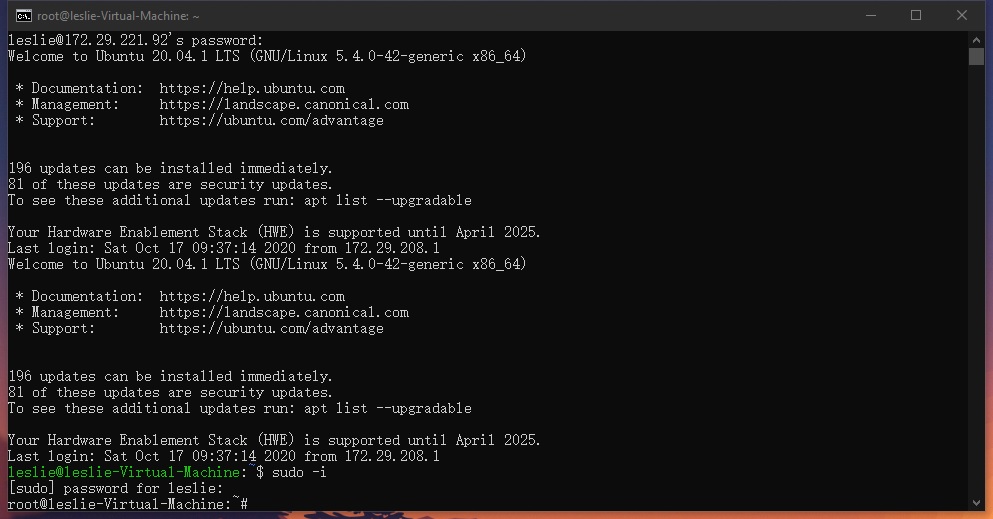 root@leslie-Virtual-Machine: ~
leslie@172.29.221.92's password:
Welcome to Ubuntu 20.04.1 LTS (GNU/Linux 5.4.0-42-generic x86_64)
* Documentation:  https://help.ubuntu.com
* Management:     https://landscape.canonical.com
* Support:        https://ubuntu.com/advantage
196 updates can be installed immediately.
81 of these updates are security updates.
To see these additional updates run: apt list --upgradable
Your Hardware Enablement Stack (HWE) is supported until April 2025.
Last login: Sat Oct 17 09:37:14 2020 from 172.29.208.1
Welcome to Ubuntu 20.04.1 LTS (GNU/Linux 5.4.0-42-generic x86_64)
* Documentation:  https://help.ubuntu.com
* Management:     https://landscape.canonical.com
* Support:        https://ubuntu.com/advantage
196 updates can be installed immediately.
81 of these updates are security updates.
To see these additional updates run: apt list --upgradable
Your Hardware Enablement Stack (HWE) is supported until April 2025.
Last login: Sat Oct 17 09:37:14 2020 from 172.29.208.1
leslie@leslie-Virtual-Machine:~$ sudo -i
[sudo] password for leslie:
root@leslie-Virtual-Machine:~#